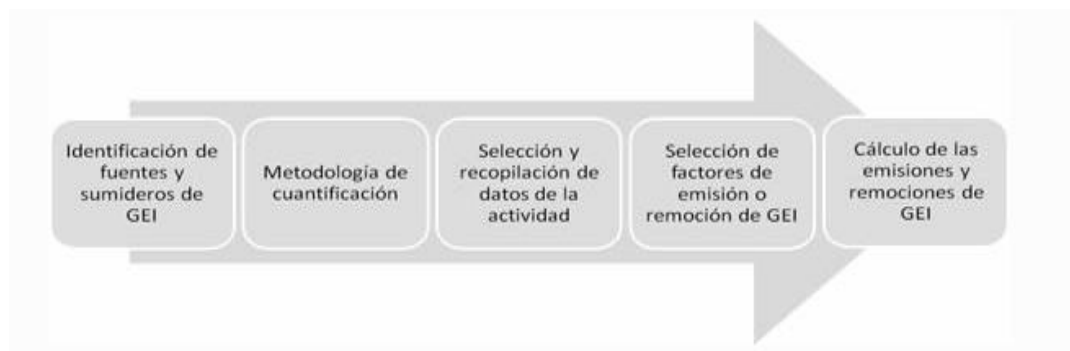 Identificación de
fuentes y
sumideros de
GEI
Metodología de
cuantificación
Selección y
recopilación de
datos de la
actividad
Selección de
factores de
emisión o
remoción de GEI
Cálculo de las
emisiones y
remociones de
GEI